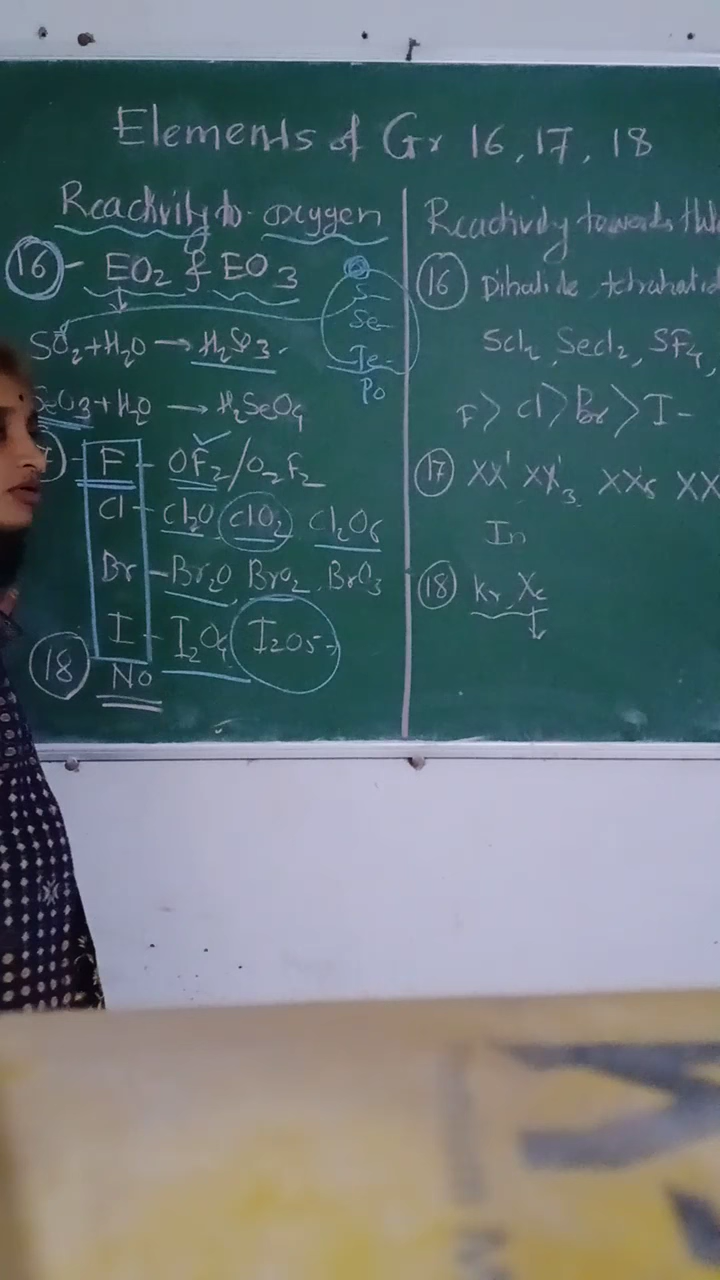 Elements of Gr 16, 17, 18
Reactivity to oxygen
16 - EO₂ & EO₃
S
Se
Te
Po
SO₂ + H₂O → H₂SO₃
SeO₃ + H₂O → H₂SeO₄
F - OF₂/O₂F₂
Cl - Cl₂O ClO₂ Cl₂O₆
Br - Br₂O, BrO₂, BrO₃
I - I₂O₄ I₂O₅
18 No
Reactivity towards
16 Dihalide,
SCl₂, SeCl₂, SF₄,
F > Cl > Br > I -
17 XX' XX'₃ XX'₅ XX
In
18 Kr, Xe